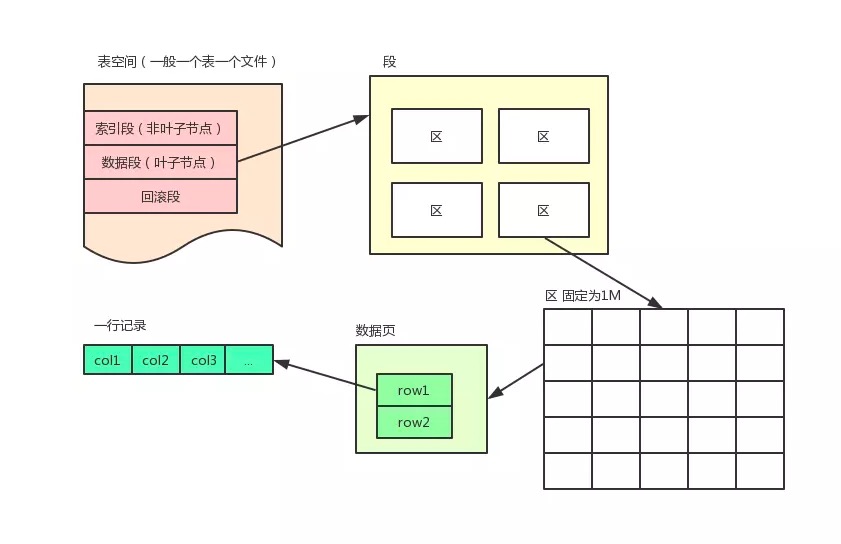 表空间（一般一个表一个文件）
索引段（非叶子节点）
数据段（叶子节点）
回滚段
段
区
区
区
区
区 固定为1M
数据页
row1
row2
一行记录
col1 col2 col3 ...